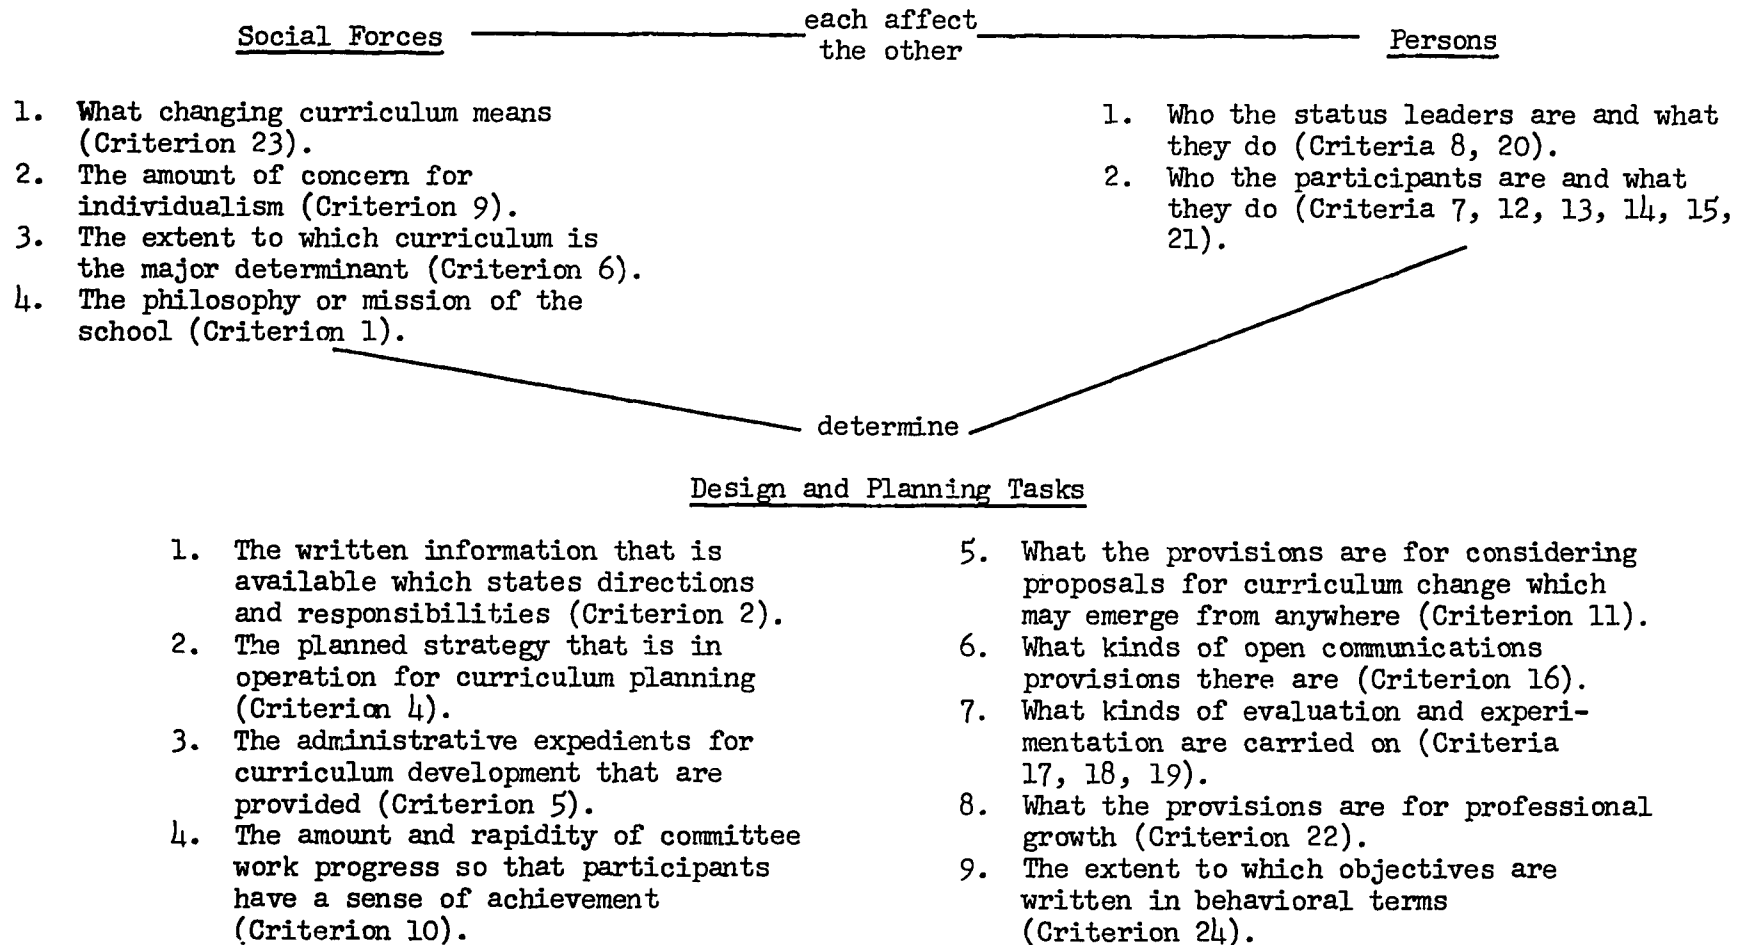 Social Forces
each affect
the other
Persons
1. What changing curriculum means
(Criterion 23).
2. The amount of concern for
individualism (Criterion 9).
3. The extent to which curriculum is
the major determinant (Criterion 6).
4. The philosophy or mission of the
school (Criterion 1).
1. Who the status leaders are and what
they do (Criteria 8, 20).
2. Who the participants are and what
they do (Criteria 7, 12, 13, 14, 15,
21).
determine
Design and Planning Tasks
1. The written information that is
available which states directions
and responsibilities (Criterion 2).
2. The planned strategy that is in
operation for curriculum planning
(Criterion 4).
3. The administrative expedients for
curriculum development that are
provided (Criterion 5).
4. The amount and rapidity of committee
work progress so that participants
have a sense of achievement
(Criterion 10).
5. What the provisions are for considering
proposals for curriculum change which
may emerge from anywhere (Criterion 11).
6. What kinds of open communications
provisions there are (Criterion 16).
7. What kinds of evaluation and experi-
mentation are carried on (Criteria
17, 18, 19).
8. What the provisions are for professional
growth (Criterion 22).
9. The extent to which objectives are
written in behavioral terms
(Criterion 24).